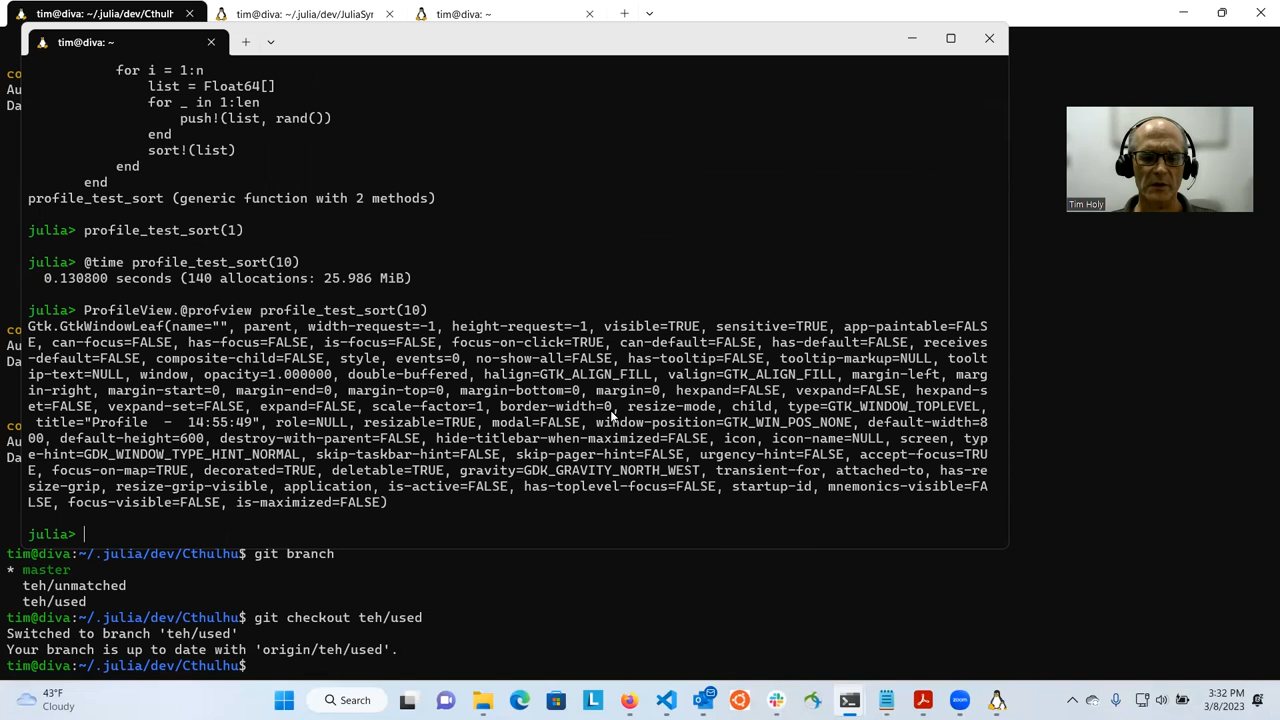 tim@diva: ~/.julia/dev/Cthulh
tim@diva: ~/.julia/dev/JuliaSyr
tim@diva: ~
tim@diva: ~
co
Au
Da
for i = 1:n
list = Float64[]
for _ in 1:len
push!(list, rand())
end
sort!(list)
end
end
profile_test_sort (generic function with 2 methods)
julia> profile_test_sort(1)
julia> @time profile_test_sort(10)
0.130800 seconds (140 allocations: 25.986 MiB)
julia> ProfileView.@profview profile_test_sort(10)
Gtk.GtkWindowLeaf(name="", parent, width-request=-1, height-request=-1, visible=TRUE, sensitive=TRUE, app-paintable=FALS
E, can-focus=FALSE, has-focus=FALSE, is-focus=FALSE, focus-on-click=TRUE, can-default=FALSE, has-default=FALSE, receives
-default=FALSE, composite-child=FALSE, style, events=0, no-show-all=FALSE, has-tooltip=FALSE, tooltip-markup=NULL, toolt
ip-text=NULL, window, opacity=1.000000, double-buffered, halign=GTK_ALIGN_FILL, valign=GTK_ALIGN_FILL, margin-left, marg
in-right, margin-start=0, margin-end=0, margin-top=0, margin-bottom=0, margin=0, hexpand=FALSE, vexpand=FALSE, hexpand-s
et=FALSE, vexpand-set=FALSE, expand=FALSE, scale-factor=1, border-width=0, resize-mode, child, type=GTK_WINDOW_TOPLEVEL,
title="Profile  -  14:55:49", role=NULL, resizable=TRUE, modal=FALSE, window-position=GTK_WIN_POS_NONE, default-width=8
00, default-height=600, destroy-with-parent=FALSE, hide-titlebar-when-maximized=FALSE, icon, icon-name=NULL, screen, typ
e-hint=GDK_WINDOW_TYPE_HINT_NORMAL, skip-taskbar-hint=FALSE, skip-pager-hint=FALSE, urgency-hint=FALSE, accept-focus=TRU
E, focus-on-map=TRUE, decorated=TRUE, deletable=TRUE, gravity=GDK_GRAVITY_NORTH_WEST, transient-for, attached-to, has-re
size-grip, resize-grip-visible, application, is-active=FALSE, has-toplevel-focus=FALSE, startup-id, mnemonics-visible=FA
LSE, focus-visible=FALSE, is-maximized=FALSE)
julia>
co
Au
Da
co
Au
Da
tim@diva:~/.julia/dev/Cthulhu$ git branch
* master
teh/unmatched
teh/used
tim@diva:~/.julia/dev/Cthulhu$ git checkout teh/used
Switched to branch 'teh/used'
Your branch is up to date with 'origin/teh/used'.
tim@diva:~/.julia/dev/Cthulhu$
Tim Holy
43°F
Cloudy
Search
3:32 PM
3/8/2023